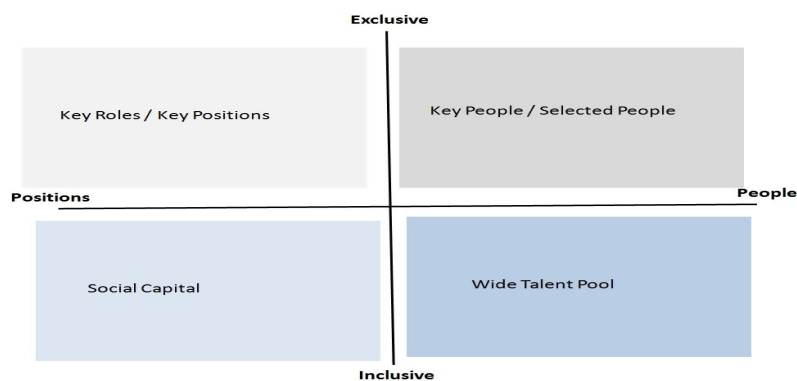 Exclusive
Key Roles / Key Positions
Key People / Selected People
Positions
People
Social Capital
Wide Talent Pool
Inclusive